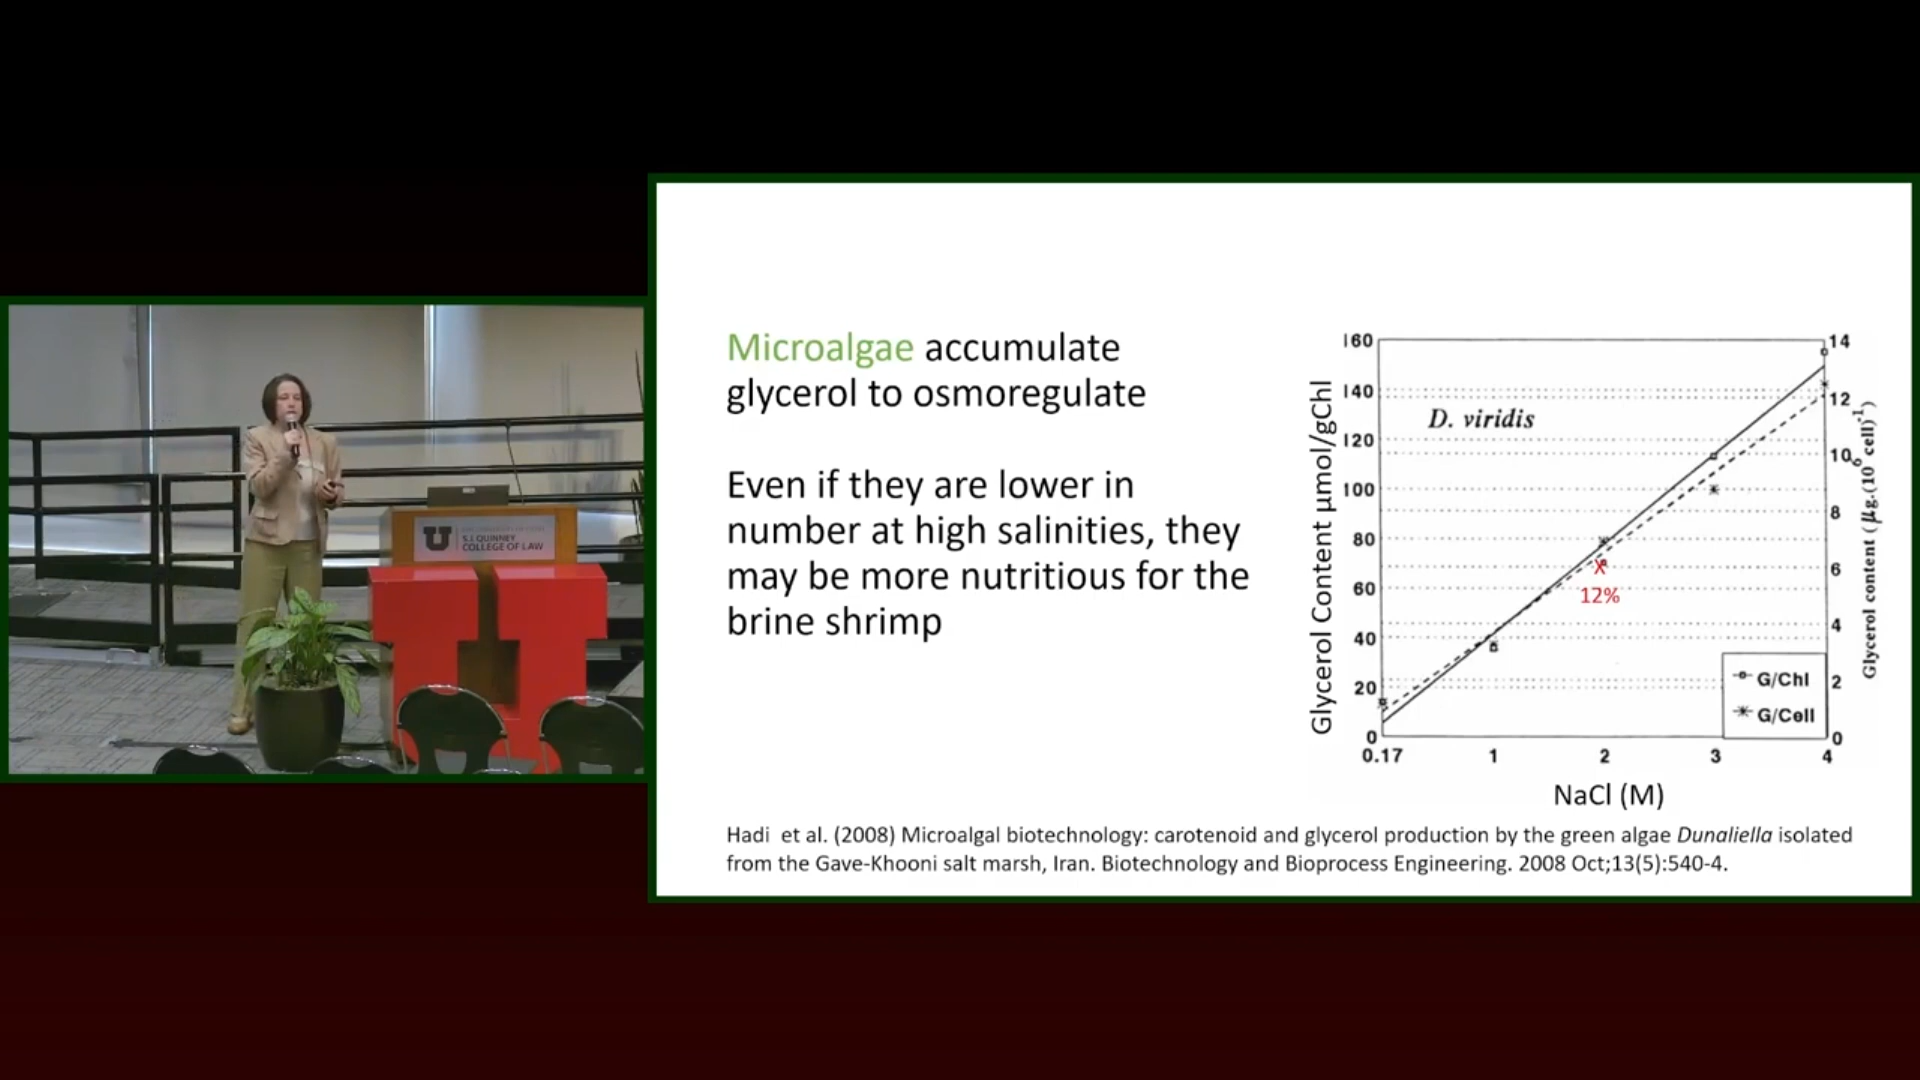 Microalgae accumulate
glycerol to osmoregulate
Even if they are lower in
number at high salinities, they
may be more nutritious for the
brine shrimp
160
140
120
100
80
60
40
20
0
Glycerol Content µmol/gChl
D. viridis
12%
G/Chl
G/Cell
14
12
10
8
6
4
2
0
Glycerol content (µg.(10⁶ cell)⁻¹)
0.17 1 2 3 4
NaCl (M)
Hadi et al. (2008) Microalgal biotechnology: carotenoid and glycerol production by the green algae Dunaliella isolated
from the Gave-Khooni salt marsh, Iran. Biotechnology and Bioprocess Engineering. 2008 Oct;13(5):540-4.
U
S.J. QUINNEY
COLLEGE OF LAW
U